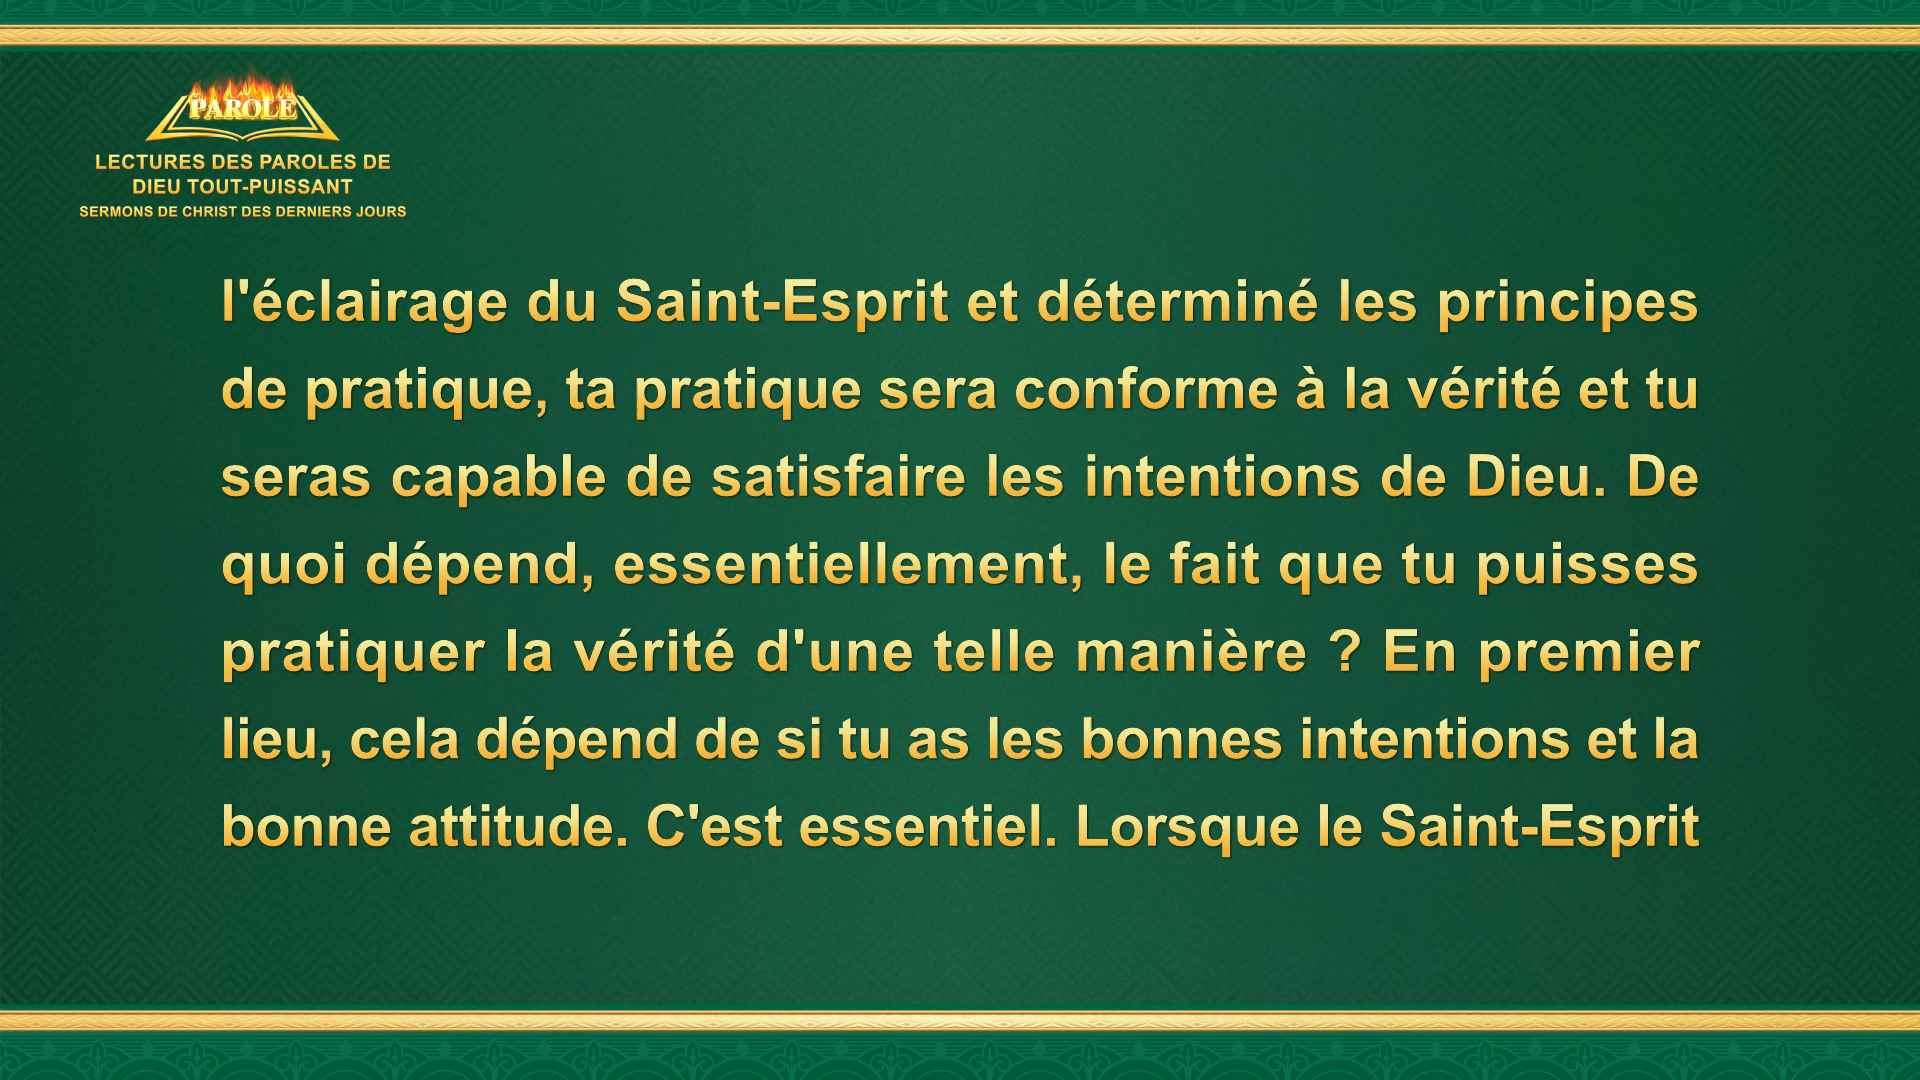 PAROLE
LECTURES DES PAROLES DE
DIEU TOUT-PUISSANT
SERMONS DE CHRIST DES DERNIERS JOURS
l'éclairage du Saint-Esprit et déterminé les principes
de pratique, ta pratique sera conforme à la vérité et tu
seras capable de satisfaire les intentions de Dieu. De
quoi dépend, essentiellement, le fait que tu puisses
pratiquer la vérité d'une telle manière ? En premier
lieu, cela dépend de si tu as les bonnes intentions et la
bonne attitude. C'est essentiel. Lorsque le Saint-Esprit